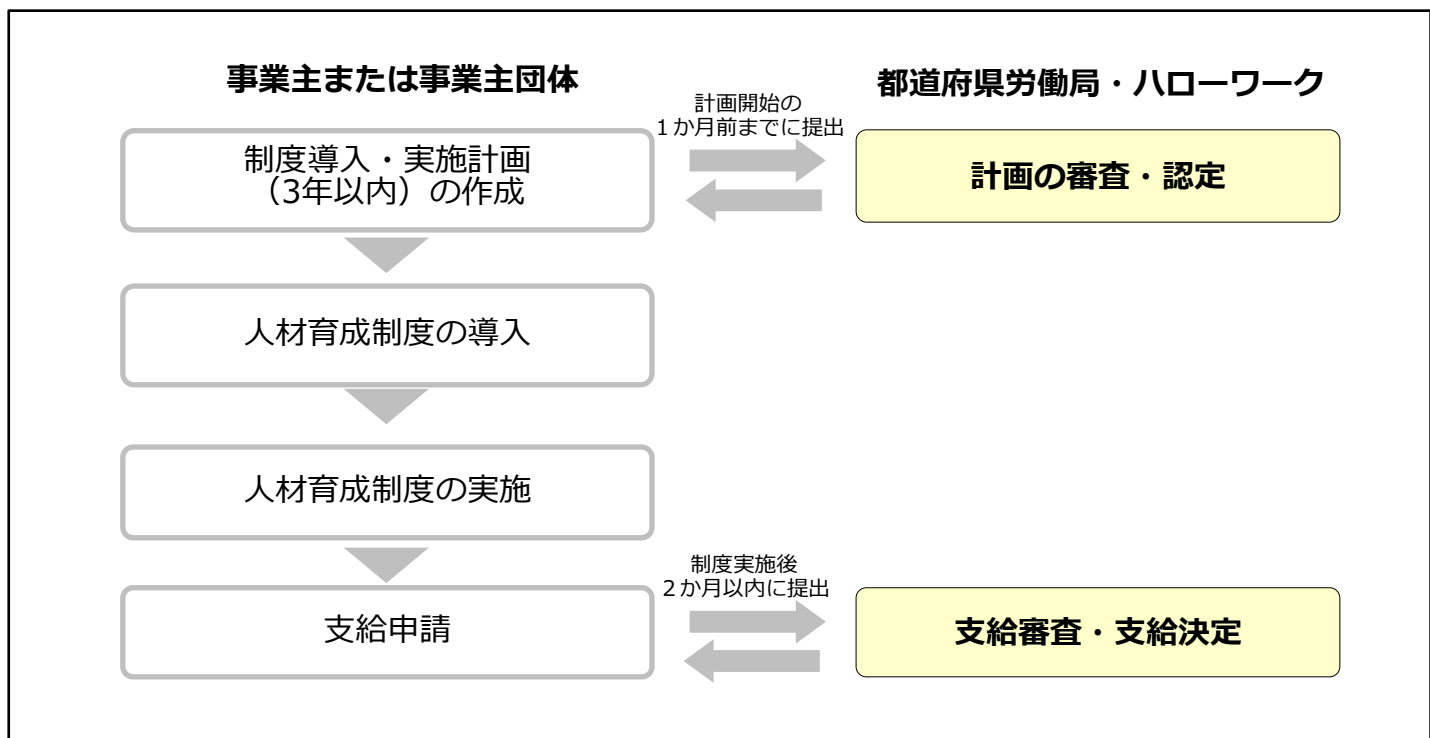 事業主または事業主団体
都道府県労働局・ハローワーク
計画開始の
１か月前までに提出
制度導入・実施計画
（3年以内）の作成
計画の審査・認定
人材育成制度の導入
人材育成制度の実施
制度実施後
２か月以内に提出
支給申請
支給審査・支給決定